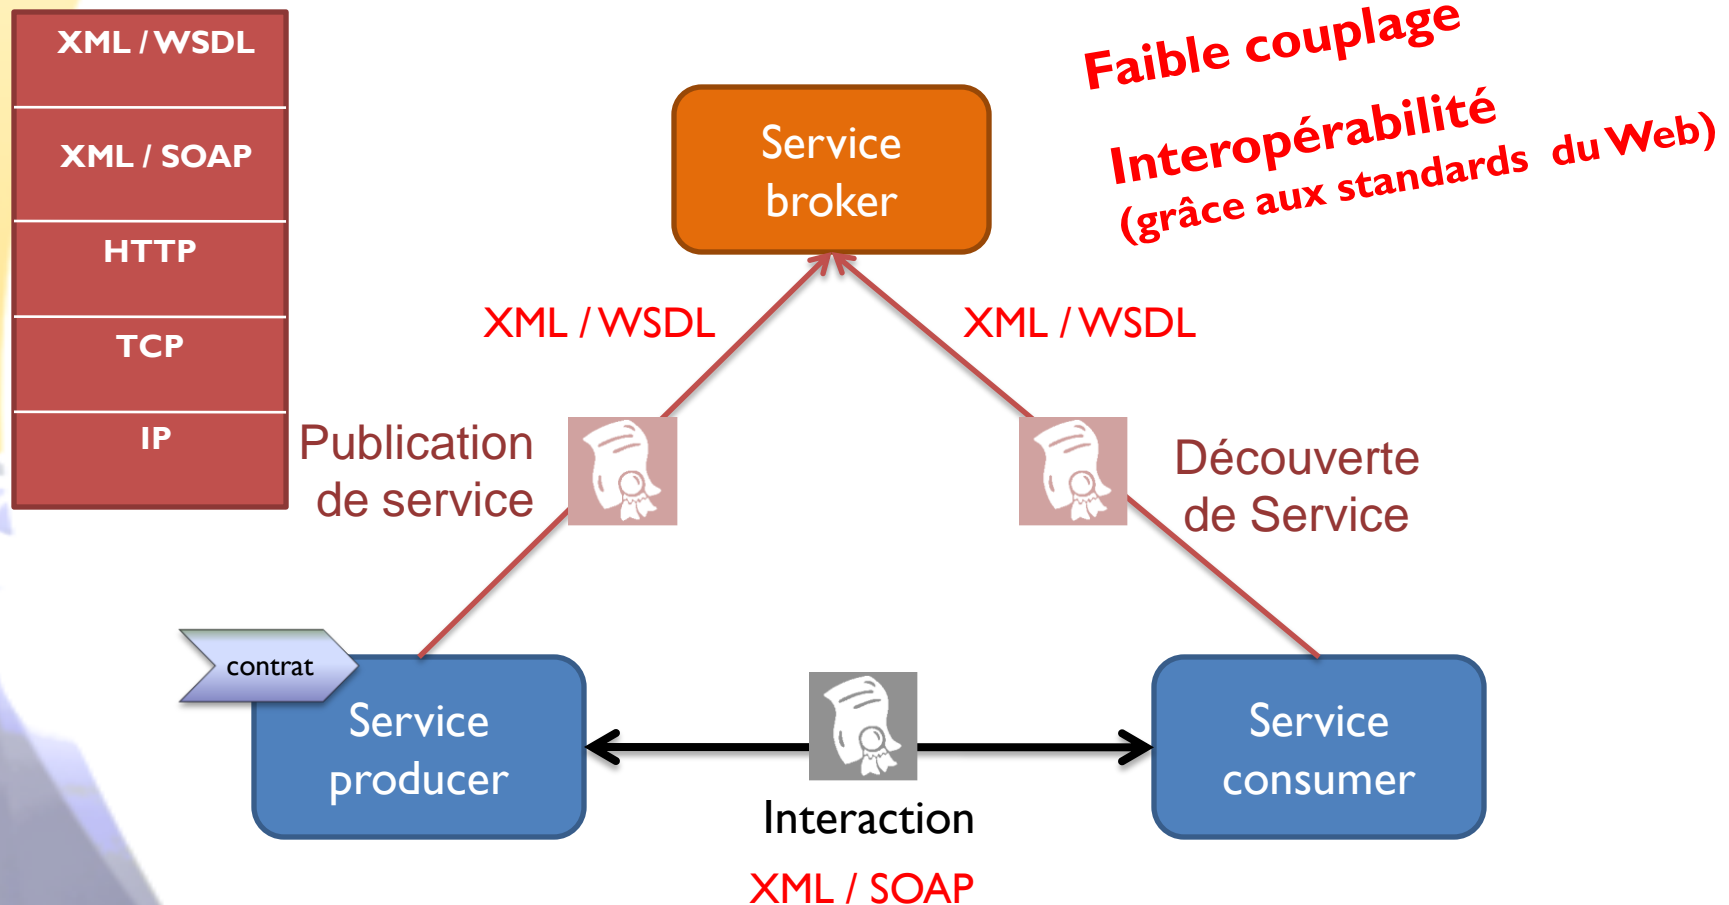 XML / WSDL
XML / SOAP
HTTP
TCP
IP
Faible couplage
Interopérabilité
(grâce aux standards du Web)
Service
broker
XML / WSDL
XML / WSDL
Publication
de service
Découverte
de Service
contrat
Service
producer
Service
consumer
Interaction
XML / SOAP